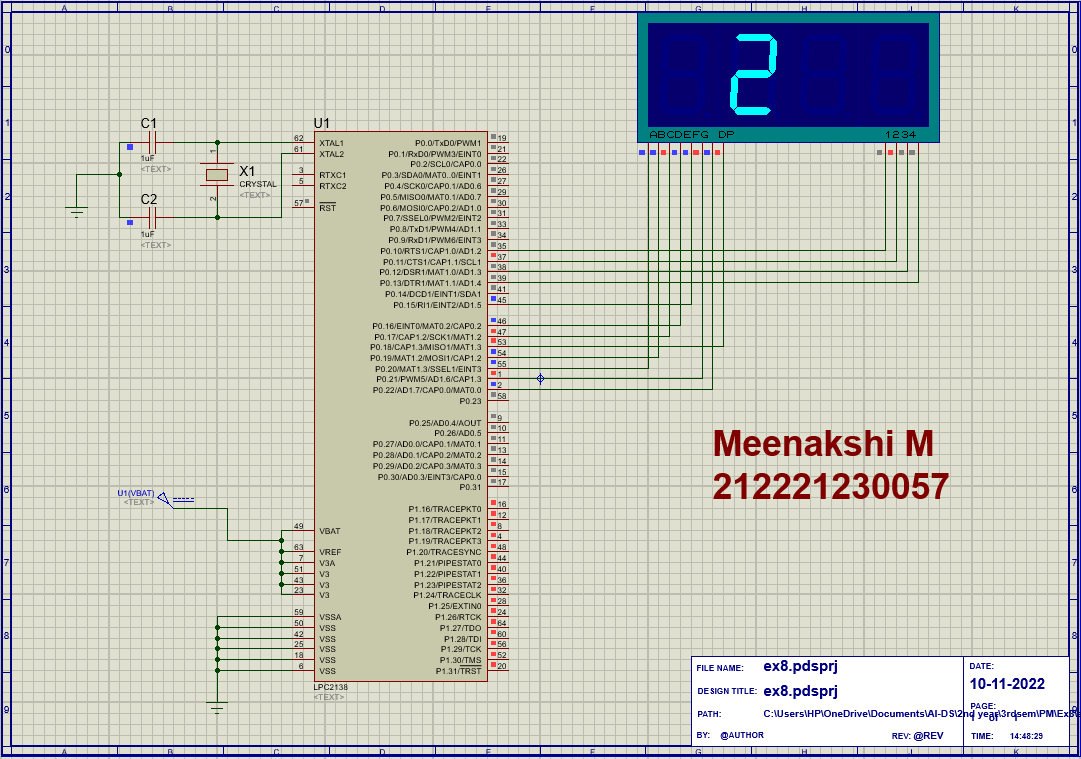 A B C D E F G H J K
0
1
2
3
4
5
6
7
8
9
2
ABCDEFG DP 1234
C1
1uF
<TEXT>
C2
1uF
<TEXT>
X1
CRYSTAL
<TEXT>
1
2
U1
62 XTAL1
61 XTAL2
3 RTXC1
5 RTXC2
57 RST
P0.0/TxD0/PWM1 19
P0.1/RxD0/PWM3/EINT0 21
P0.2/SCL0/CAP0.0 22
P0.3/SDA0/MAT0.0/EINT1 26
P0.4/SCK0/CAP0.1/AD0.6 27
P0.5/MISO0/MAT0.1/AD0.7 29
P0.6/MOSI0/CAP0.2/AD1.0 30
P0.7/SSEL0/PWM2/EINT2 31
P0.8/TxD1/PWM4/AD1.1 33
P0.9/RxD1/PWM6/EINT3 34
P0.10/RTS1/CAP1.0/AD1.2 35
P0.11/CTS1/CAP1.1/SCL1 37
P0.12/DSR1/MAT1.0/AD1.3 38
P0.13/DTR1/MAT1.1/AD1.4 39
P0.14/DCD1/EINT1/SDA1 41
P0.15/RI1/EINT2/AD1.5 45
P0.16/EINT0/MAT0.2/CAP0.2 46
P0.17/CAP1.2/SCK1/MAT1.2 47
P0.18/CAP1.3/MISO1/MAT1.3 53
P0.19/MAT1.2/MOSI1/CAP1.2 54
P0.20/MAT1.3/SSEL1/EINT3 55
P0.21/PWM5/AD1.6/CAP1.3 1
P0.22/AD1.7/CAP0.0/MAT0.0 2
P0.23 58
P0.25/AD0.4/AOUT 9
P0.26/AD0.5 10
P0.27/AD0.0/CAP0.1/MAT0.1 11
P0.28/AD0.1/CAP0.2/MAT0.2 13
P0.29/AD0.2/CAP0.3/MAT0.3 14
P0.30/AD0.3/EINT3/CAP0.0 15
P0.31 17
P1.16/TRACEPKT0 16
P1.17/TRACEPKT1 12
P1.18/TRACEPKT2 8
P1.19/TRACEPKT3 4
P1.20/TRACESYNC 48
P1.21/PIPESTAT0 44
P1.22/PIPESTAT1 40
P1.23/PIPESTAT2 36
P1.24/TRACECLK 32
P1.25/EXTIN0 28
P1.26/RTCK 24
P1.27/TDO 64
P1.28/TDI 60
P1.29/TCK 56
P1.30/TMS 52
P1.31/TRST 20
U1(VBAT)
<TEXT>
49 VBAT
63 VREF
7 V3A
51 V3
43 V3
23 V3
59 VSSA
50 VSS
42 VSS
25 VSS
18 VSS
6 VSS
LPC2138
<TEXT>
Meenakshi M
212221230057
FILE NAME: ex8.pdsprj
DATE:
10-11-2022
DESIGN TITLE: ex8.pdsprj
PAGE:
PATH: C:\Users\HP\OneDrive\Documents\AI-DS\2nd year\3rdsem\PM\Ex8\
BY: @AUTHOR
REV: @REV
TIME: 14:48:29
A B C D E F G H J K